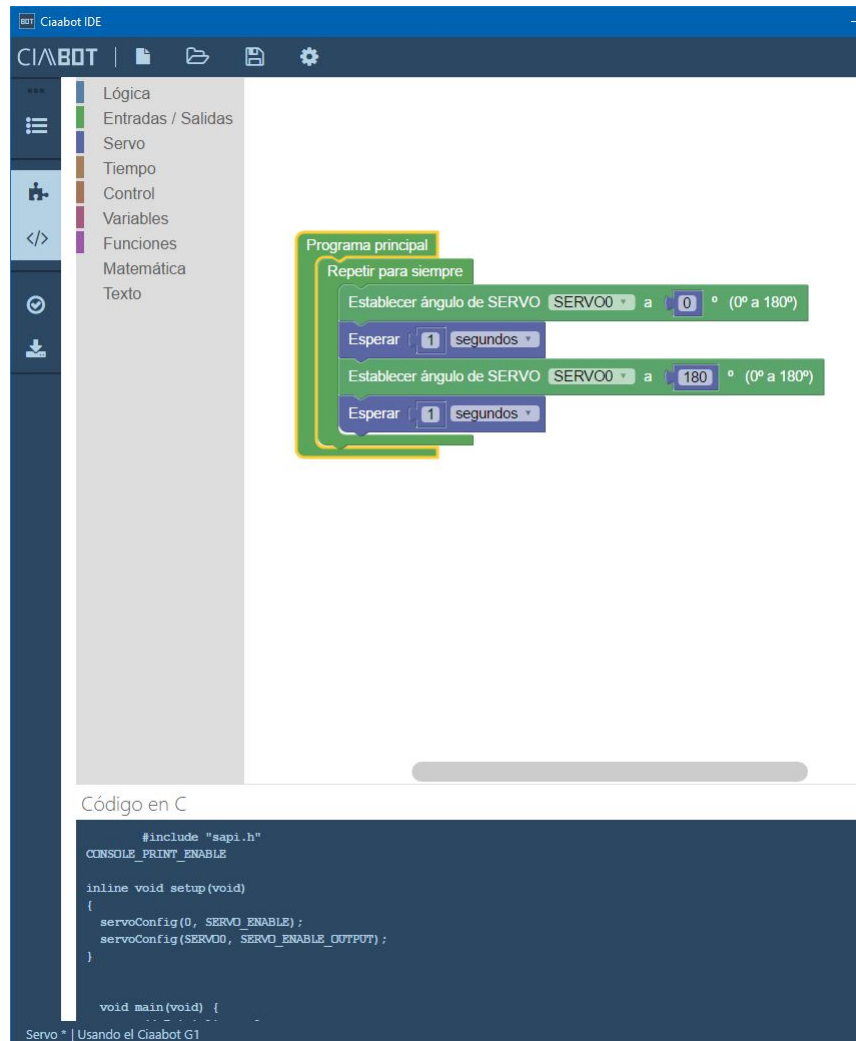 BOT Ciaabot IDE
CIAABOT
Lógica
Entradas / Salidas
Servo
Tiempo
Control
Variables
Funciones
Matemática
Texto
Programa principal
Repetir para siempre
Establecer ángulo de SERVO SERVO0 a 0 º (0º a 180º)
Esperar 1 segundos
Establecer ángulo de SERVO SERVO0 a 180 º (0º a 180º)
Esperar 1 segundos
Código en C
#include "sapi.h"
CONSOLE_PRINT_ENABLE
inline void setup(void)
{
servoConfig(0, SERVO_ENABLE);
servoConfig(SERVO0, SERVO_ENABLE_OUTPUT);
}
void main(void) {
Servo * | Usando el Ciaabot G1